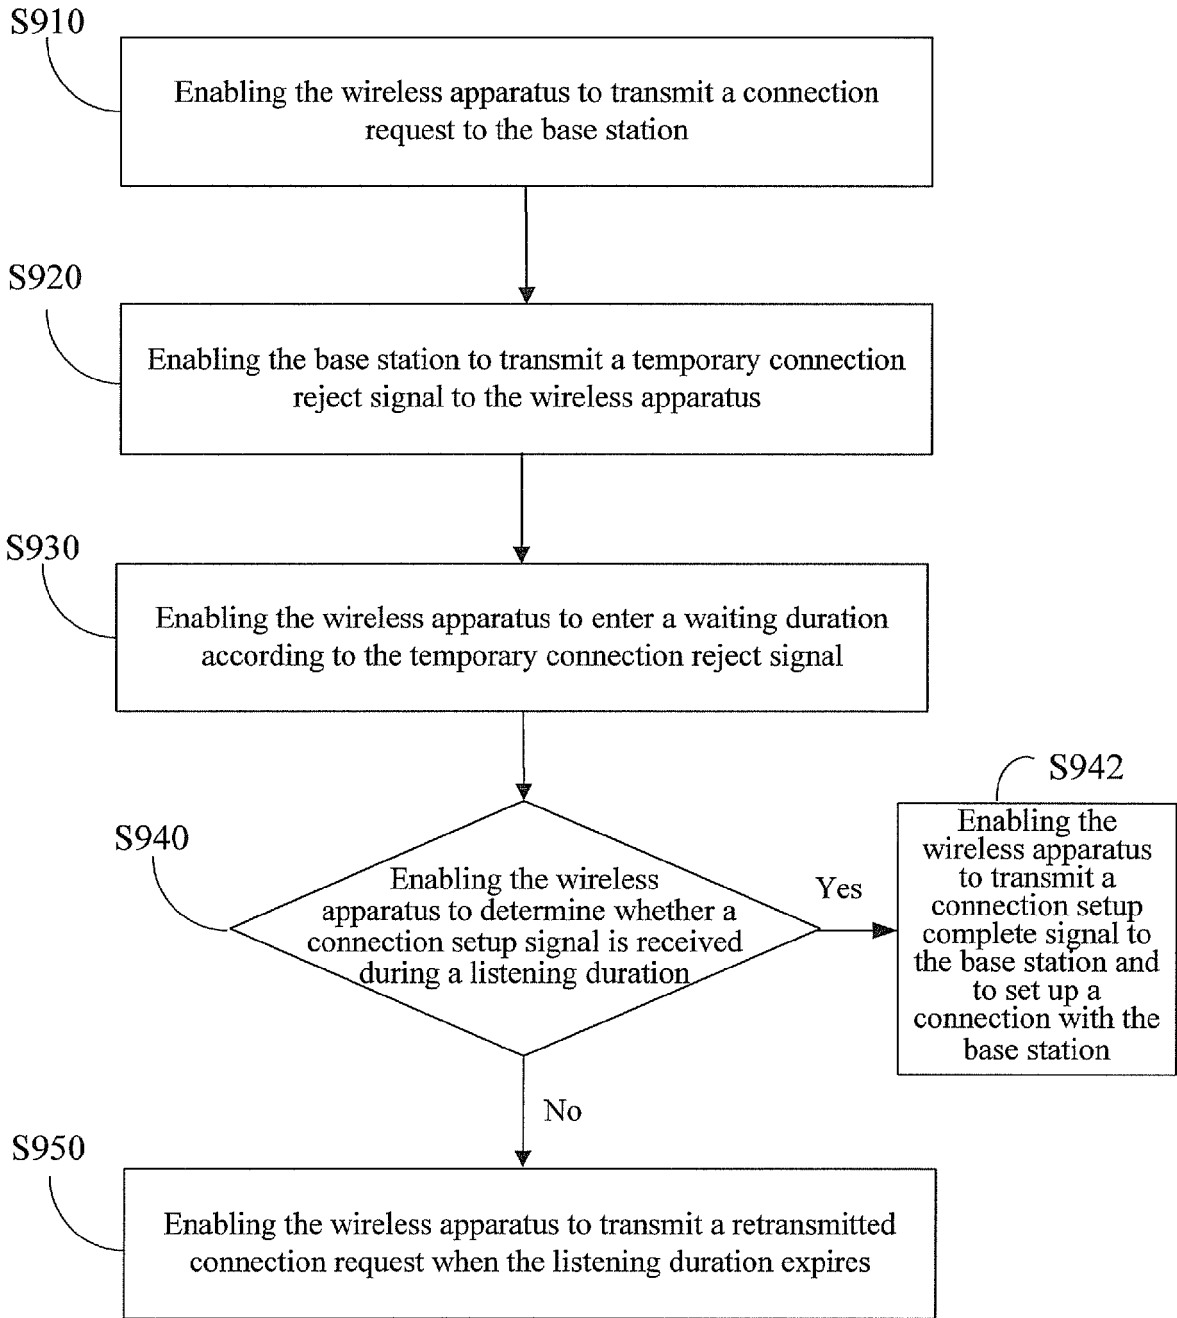 S910
Enabling the wireless apparatus to transmit a connection
request to the base station
S920
Enabling the base station to transmit a temporary connection
reject signal to the wireless apparatus
S930
Enabling the wireless apparatus to enter a waiting duration
according to the temporary connection reject signal
S940
Enabling the wireless
apparatus to determine whether a
connection setup signal is received
during a listening duration
Yes
S942
Enabling the
wireless apparatus
to transmit a
connection setup
complete signal to
the base station and
to set up a
connection with the
base station
No
S950
Enabling the wireless apparatus to transmit a retransmitted
connection request when the listening duration expires